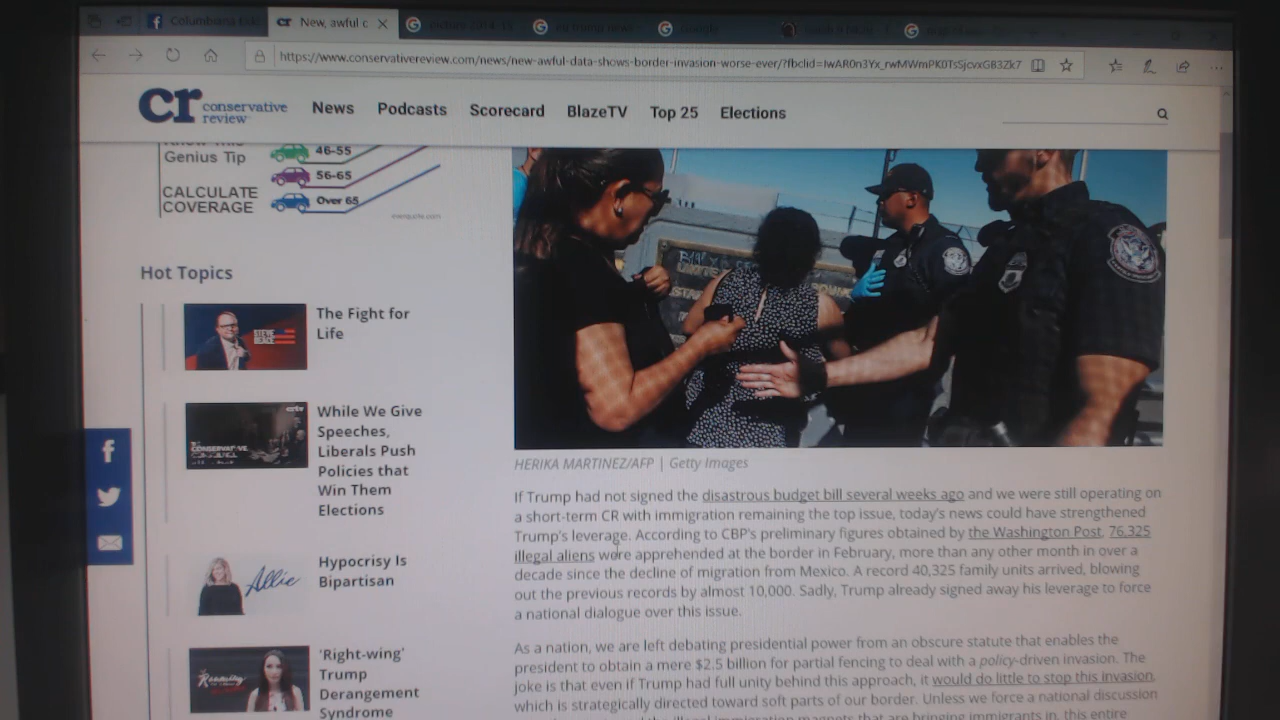 Columbiana
New, awful c
https://www.conservativereview.com/news/new-awful-data-shows-border-invasion-worse-ever/?fbclid=IwAR0n3Yx_rwMWmPK0TsSjcvxGB3Zk7
cr conservative review
News
Podcasts
Scorecard
BlazeTV
Top 25
Elections
Genius Tip
CALCULATE
COVERAGE
46-55
56-65
Over 65
Hot Topics
STEVE
DEACE
The Fight for
Life
crtv
While We Give
Speeches,
Liberals Push
Policies that
Win Them
Elections
Allie
Hypocrisy Is
Bipartisan
'Right-wing'
Trump
Derangement
Syndrome
HERIKA MARTINEZ/AFP | Getty Images
If Trump had not signed the disastrous budget bill several weeks ago and we were still operating on
a short-term CR with immigration remaining the top issue, today's news could have strengthened
Trump's leverage. According to CBP's preliminary figures obtained by the Washington Post, 76,325
illegal aliens were apprehended at the border in February, more than any other month in over a
decade since the decline of migration from Mexico. A record 40,325 family units arrived, blowing
out the previous records by almost 10,000. Sadly, Trump already signed away his leverage to force
a national dialogue over this issue.
As a nation, we are left debating presidential power from an obscure statute that enables the
president to obtain a mere $2.5 billion for partial fencing to deal with a policy-driven invasion. The
joke is that even if Trump had full unity behind this approach, it would do little to stop this invasion,
which is strategically directed toward soft parts of our border. Unless we force a national discussion
illegal immigration magnets that are bringing immigrants in, this entire